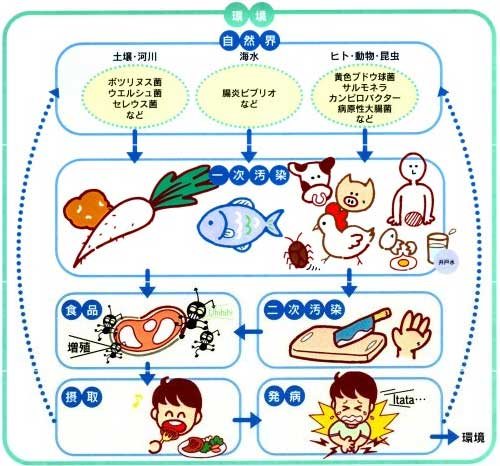 環境
自然界
土壌・河川
ボツリヌス菌
ウエルシュ菌
セレウス菌
など
海水
腸炎ビブリオ
など
ヒト・動物・昆虫
黄色ブドウ球菌
サルモネラ
カンピロバクター
病原性大腸菌
など
一次汚染
井戸水
食品
増殖
二次汚染
摂取
発病
Itata…
環境